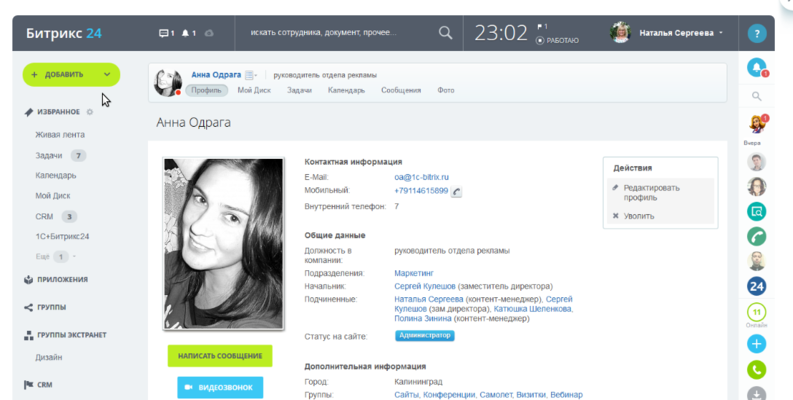 Битрикс 24
1
1
искать сотрудника, документ, прочее...
23:02
1
РАБОТАЮ
Наталья Сергеева
?
+ ДОБАВИТЬ
ИЗБРАННОЕ
Живая лента
Задачи 7
Календарь
Мой Диск
CRM 3
1С+Битрикс24
Ещё 1
ПРИЛОЖЕНИЯ
ГРУППЫ
ГРУППЫ ЭКСТРАНЕТ
Дизайн
CRM
Анна Одрага
руководитель отдела рекламы
Профиль Мой Диск Задачи Календарь Сообщения Фото
Анна Одрага
НАПИСАТЬ СООБЩЕНИЕ
ВИДЕОЗВОНОК
Контактная информация
E-Mail: oa@1c-bitrix.ru
Мобильный: +79114615899
Внутренний телефон: 7
Общие данные
Должность в компании: руководитель отдела рекламы
Подразделения: Маркетинг
Начальник: Сергей Кулешов (заместитель директора)
Подчиненные: Наталья Сергеева (контент-менеджер), Сергей
Кулешов (зам.директора), Катюшка Шеленкова,
Полина Зинина (контент-менеджер)
Статус на сайте: Администратор
Дополнительная информация
Город: Калининград
Группы: Сайты, Конференции, Самолет, Визитки, Вебинар
Действия
Редактировать
профиль
Уволить
1
1
Вчера
24
11
Онлайн